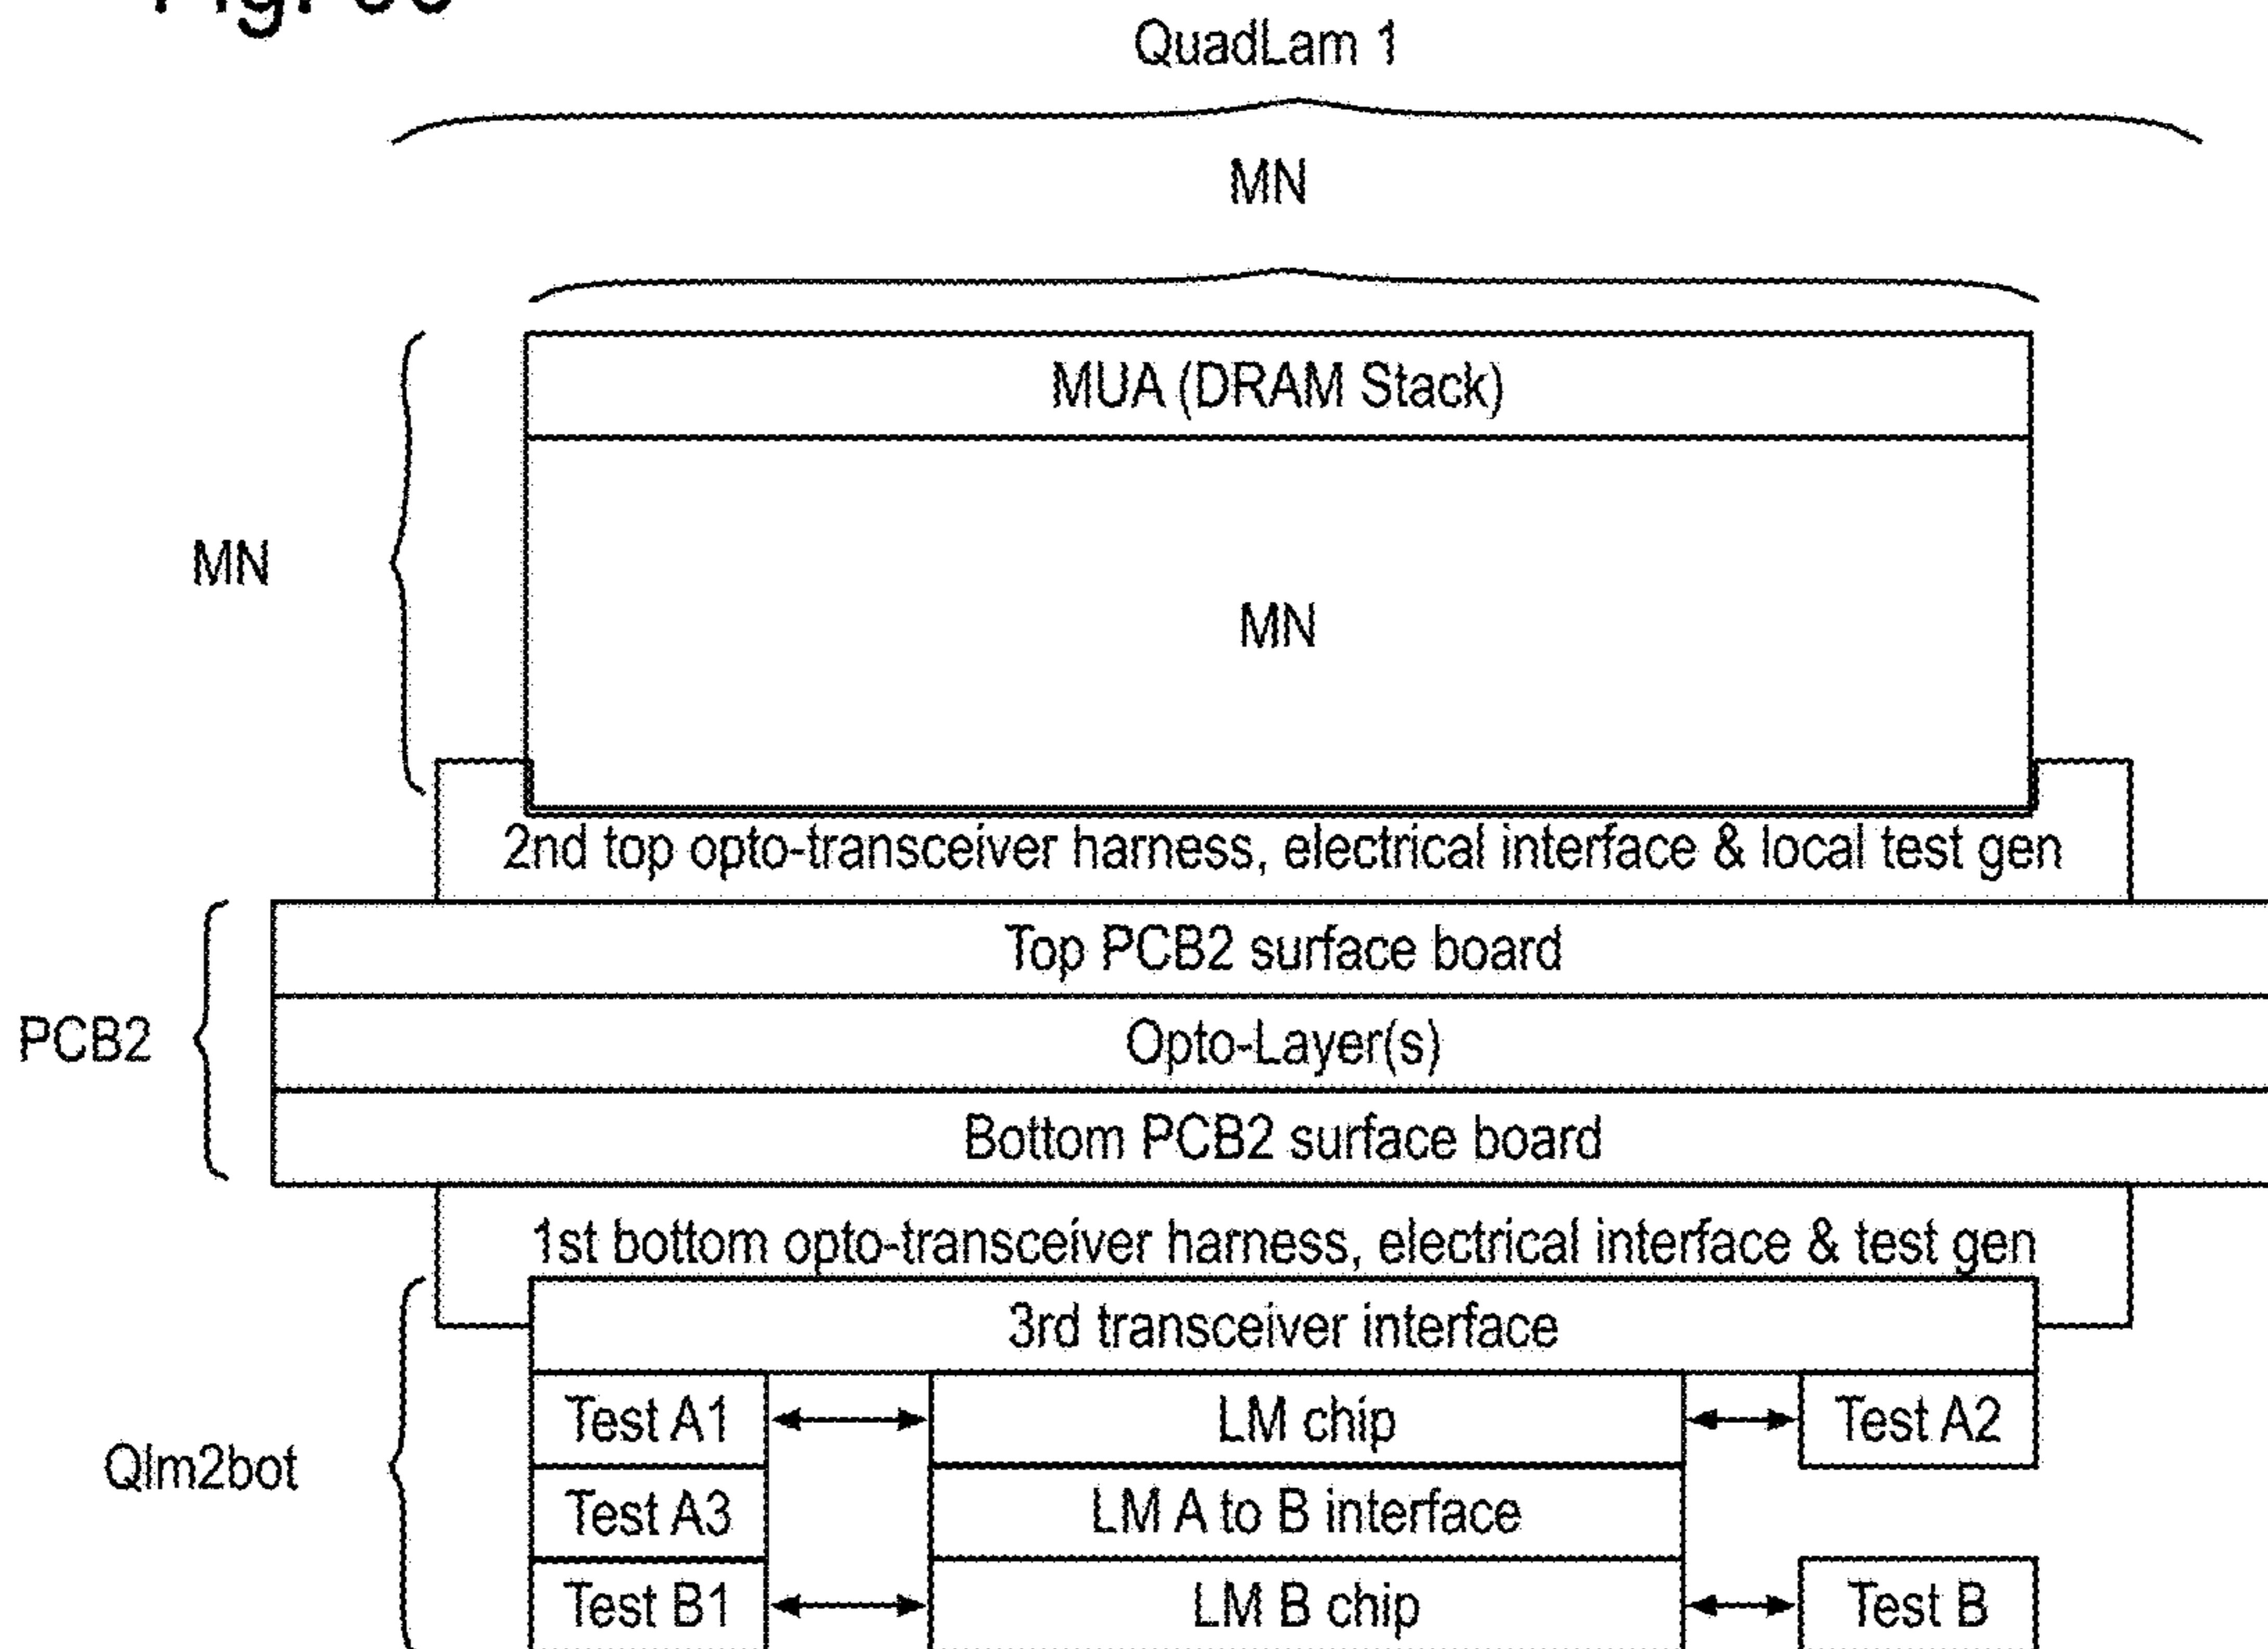 QuadLam 1
MN
MUA (DRAM Stack)
MN
MN
2nd top opto-transceiver harness, electrical interface & local test gen
Top PCB2 surface board
PCB2
Opto-Layer(s)
Bottom PCB2 surface board
1st bottom opto-transceiver harness, electrical interface & test gen
3rd transceiver interface
Test A1
LM chip
Test A2
Qlm2bot
Test A3
LM A to B interface
Test B1
LM B chip
Test B